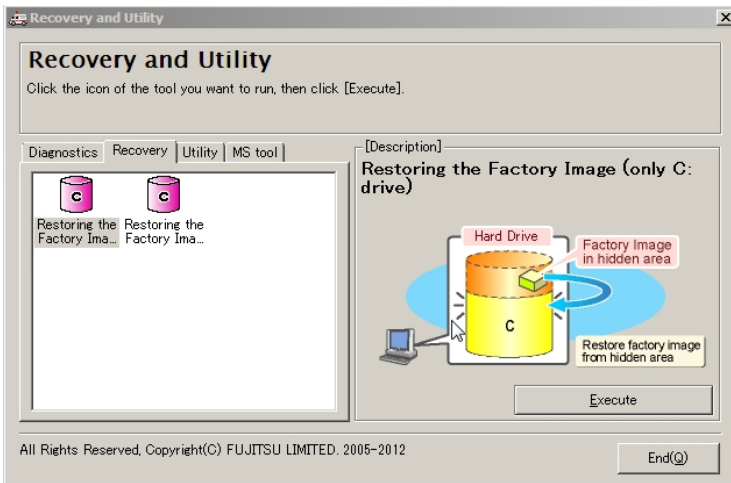 Recovery and Utility
Recovery and Utility
Click the icon of the tool you want to run, then click [Execute].
Diagnostics
Recovery
Utility
MS tool
C
Restoring the
Factory Ima...
C
Restoring the
Factory Ima...
[Description]
Restoring the Factory Image (only C:
drive)
Hard Drive
Factory Image
in hidden area
C
Restore factory image
from hidden area
Execute
All Rights Reserved, Copyright(C) FUJITSU LIMITED. 2005-2012
End(Q)